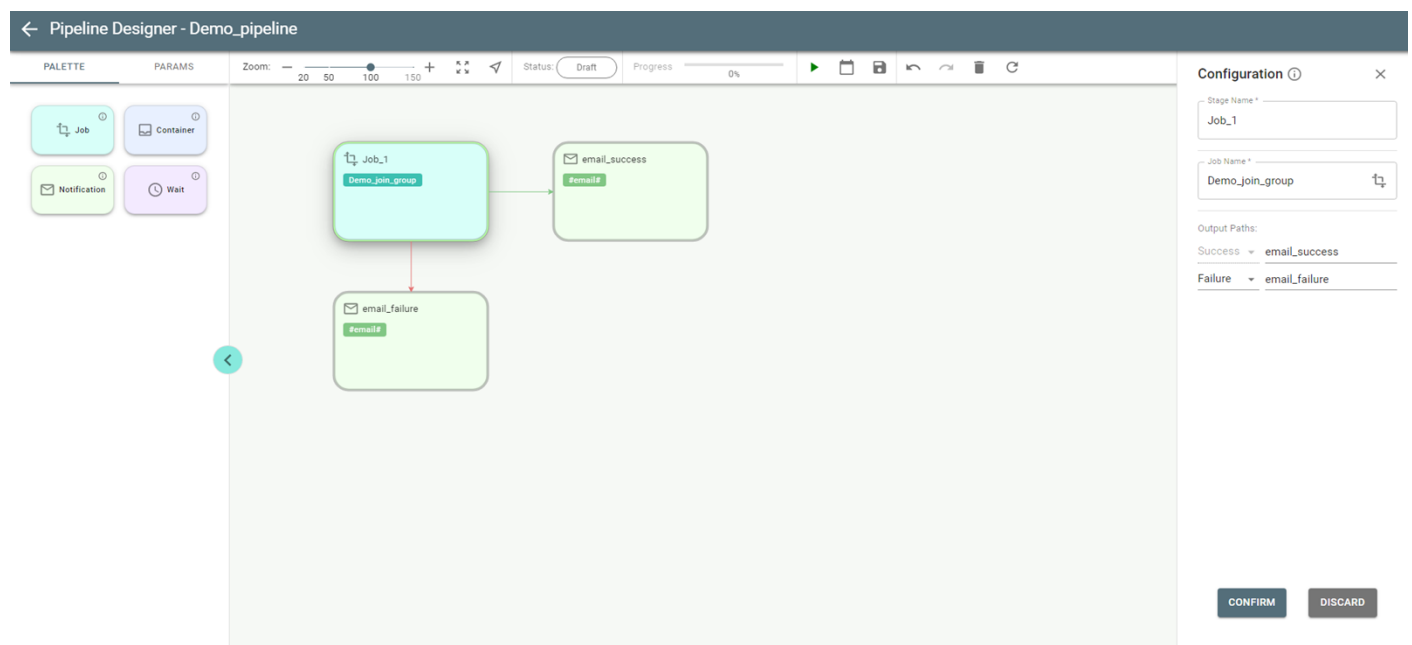 Pipeline Designer - Demo_pipeline
PALETTE
PARAMS
Zoom:
20 50 100 150
Status: Draft
Progress
0%
Job
Container
Notification
Wait
Job_1
Demo_join_group
email_success
#email#
email_failure
#email#
Configuration
Stage Name *
Job_1
Job Name *
Demo_join_group
Output Paths:
Success email_success
Failure email_failure
CONFIRM
DISCARD